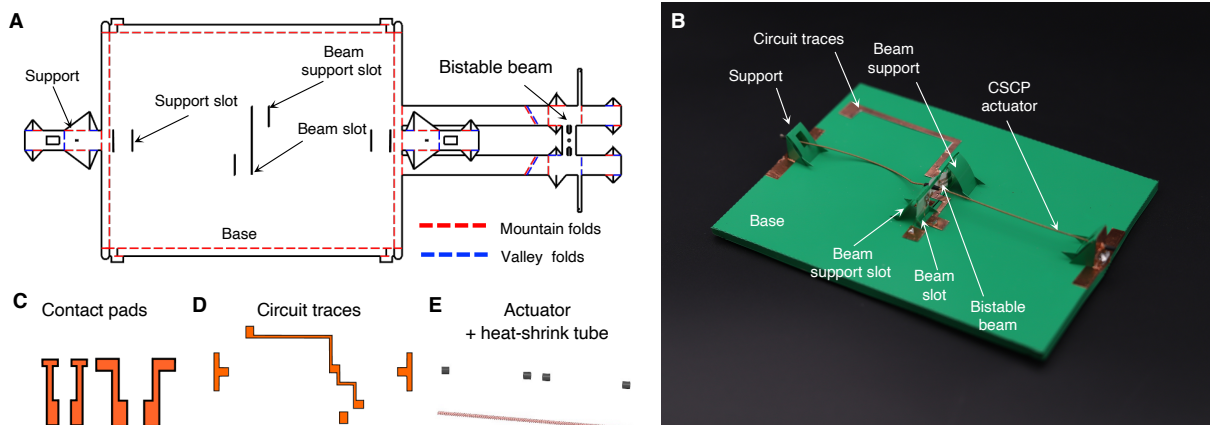 A
Support
Support slot
Beam
support slot
Beam slot
Bistable beam
Base
Mountain folds
Valley folds
B
Circuit traces
Support
Beam
support
CSCP
actuator
Base
Beam
support slot
Beam
slot
Bistable
beam
C
Contact pads
D
Circuit traces
E
Actuator
+ heat-shrink tube